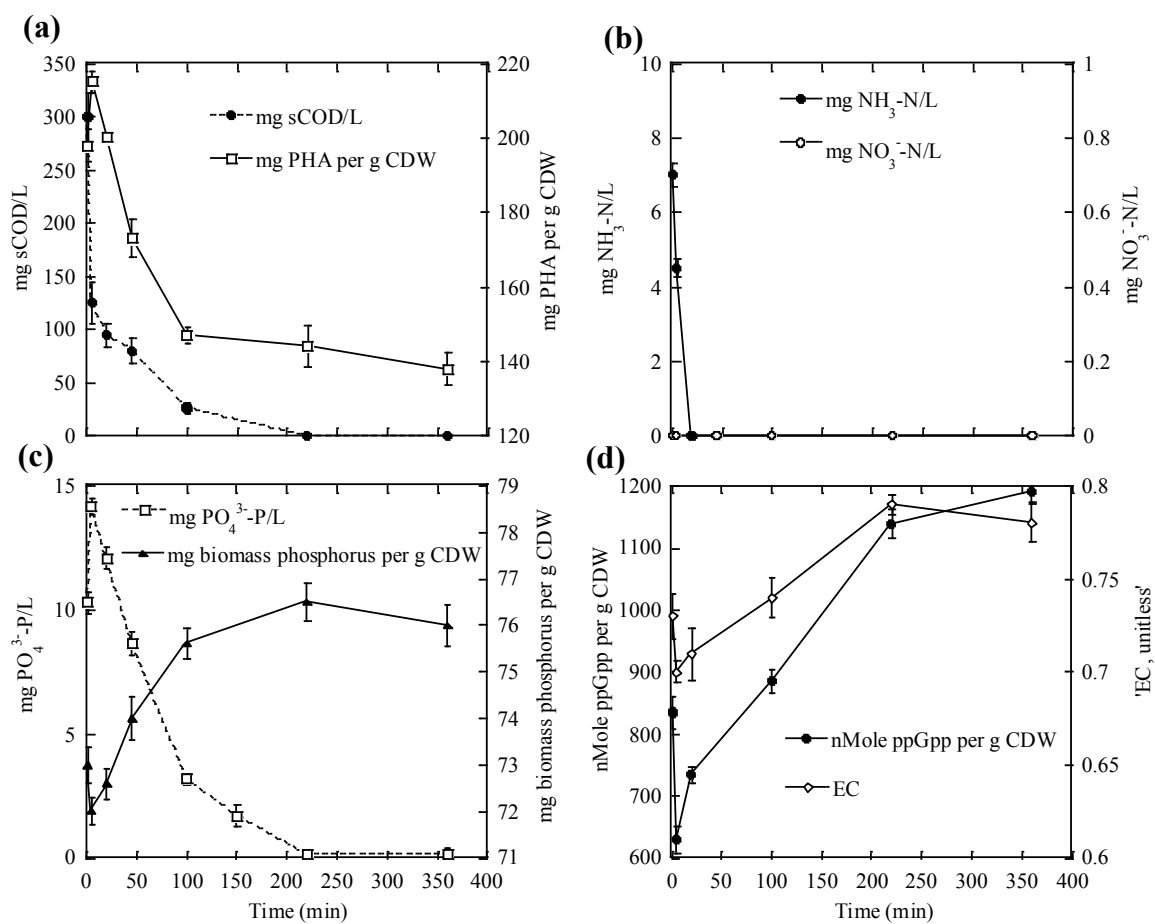 (a)
350
300
250
200
150
100
50
0
mg sCOD/L
mg sCOD/L
mg PHA per g CDW
220
200
180
160
140
120
mg PHA per g CDW
(b)
10
8
6
4
2
0
mg NH₃-N/L
mg NH₃-N/L
mg NO₃⁻-N/L
1
0.8
0.6
0.4
0.2
0
mg NO₃⁻-N/L
(c)
15
10
5
0
mg PO₄³⁻-P/L
mg PO₄³⁻-P/L
mg biomass phosphorus per g CDW
79
78
77
76
75
74
73
72
71
mg biomass phosphorus per g CDW
0 50 100 150 200 250 300 350 400
Time (min)
(d)
1200
1100
1000
900
800
700
600
nMole ppGpp per g CDW
nMole ppGpp per g CDW
EC
0.8
0.75
0.7
0.65
0.6
'EC, unitless'
0 50 100 150 200 250 300 350 400
Time (min)